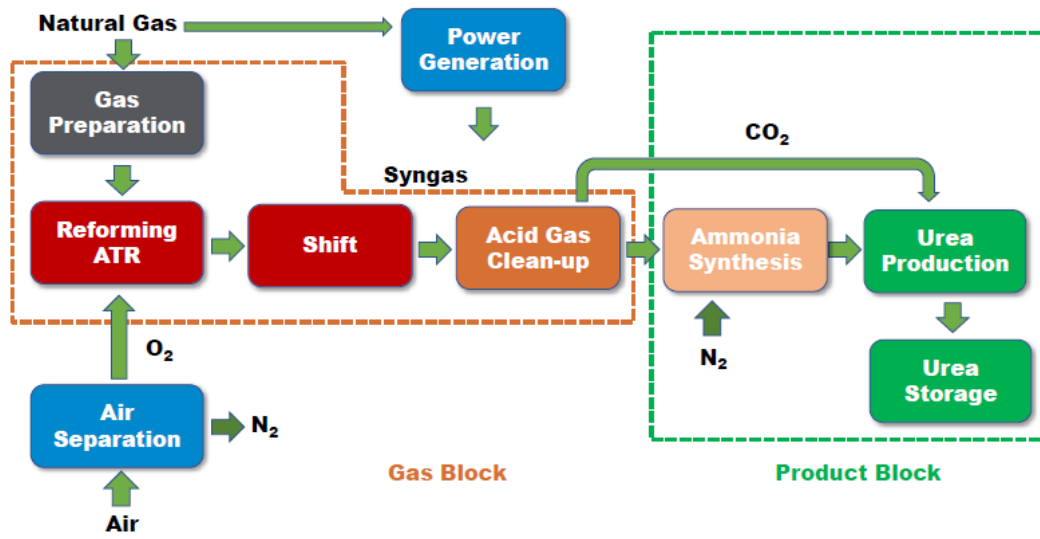 Natural Gas
Power
Generation
Gas
Preparation
CO₂
Syngas
Reforming
ATR
Shift
Acid Gas
Clean-up
Ammonia
Synthesis
Urea
Production
O₂
N₂
Urea
Storage
Air
Separation
N₂
Gas Block
Product Block
Air